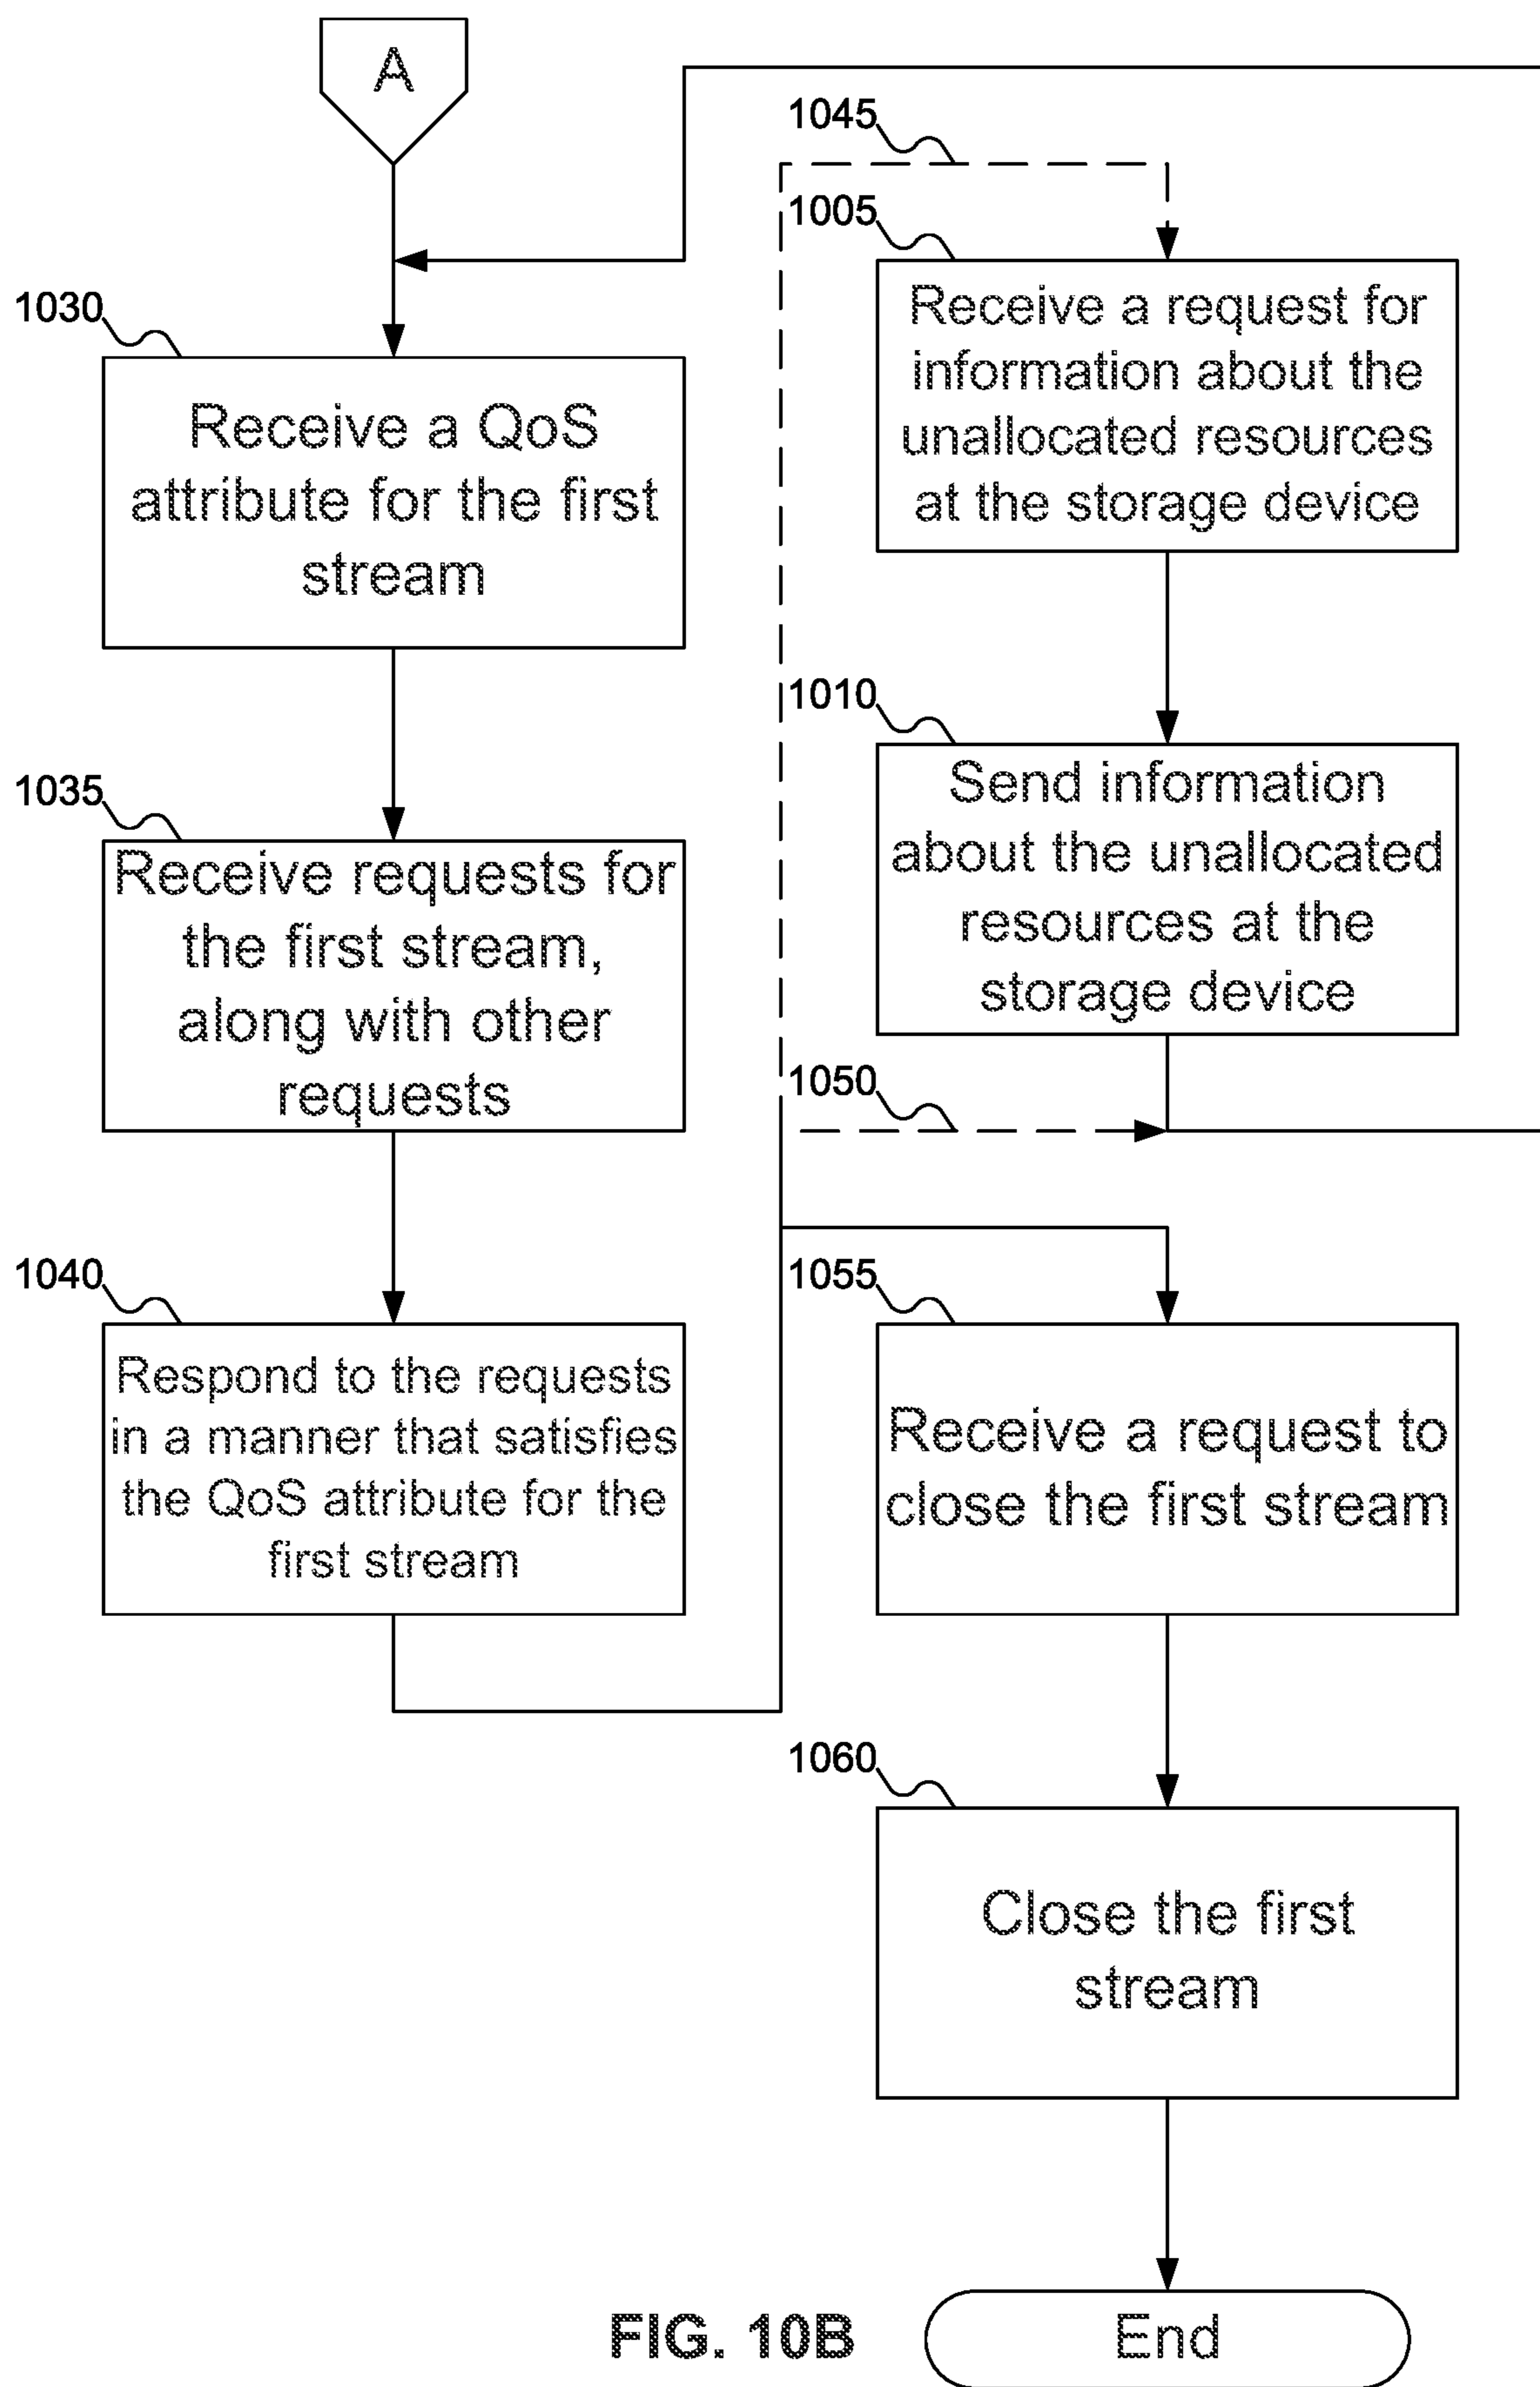 A
1030
Receive a QoS
attribute for the first
stream
1035
Receive requests for
the first stream,
along with other
requests
1040
Respond to the requests
in a manner that satisfies
the QoS attribute for the
first stream
1045
1005
Receive a request for
information about the
unallocated resources
at the storage device
1010
Send information
about the unallocated
resources at the
storage device
1050
1055
Receive a request to
close the first stream
1060
Close the first
stream
End
FIG. 10B